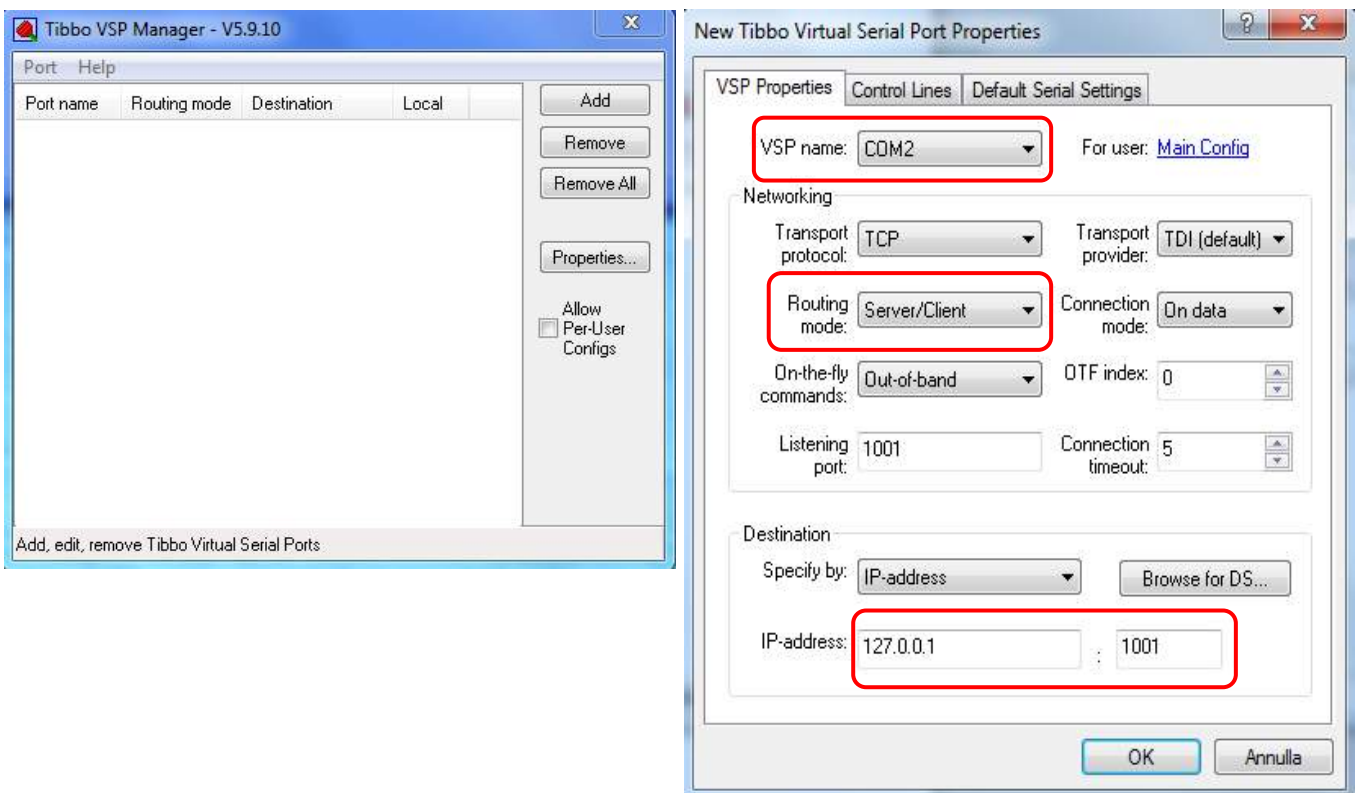 Tibbo VSP Manager - V5.9.10
Port Help
Port name Routing mode Destination Local
Add
Remove
Remove All
Properties...
Allow
Per-User
Configs
Add, edit, remove Tibbo Virtual Serial Ports
New Tibbo Virtual Serial Port Properties
VSP Properties Control Lines Default Serial Settings
VSP name: COM2 For user: Main Config
Networking
Transport
protocol: TCP
Transport
provider: TDI (default)
Routing
mode: Server/Client
Connection
mode: On data
On-the-fly
commands: Out-of-band
OTF index: 0
Listening
port: 1001
Connection
timeout: 5
Destination
Specify by: IP-address Browse for DS...
IP-address: 127.0.0.1 : 1001
OK Annulla